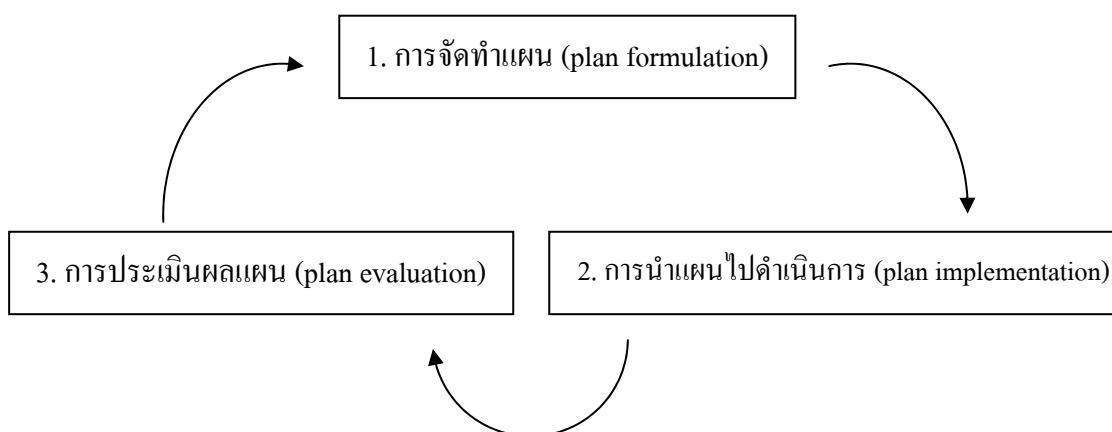 1. การจัดทำแผน (plan formulation)
3. การประเมินผลแผน (plan evaluation)
2. การนำแผนไปดำเนินการ (plan implementation)